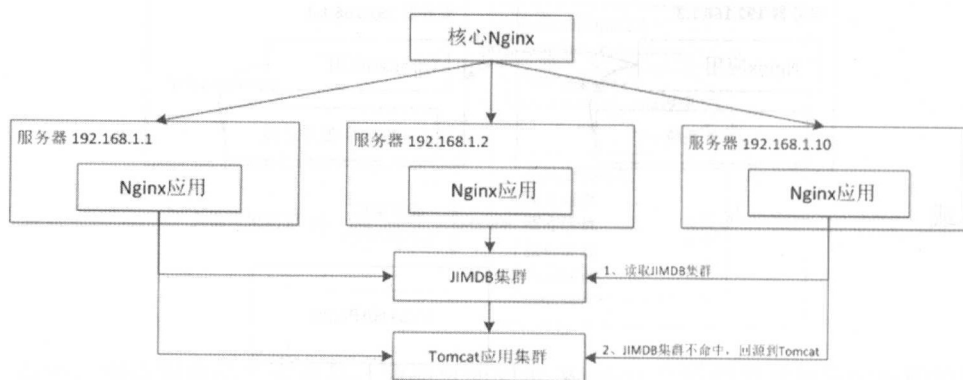 核心Nginx
服务器 192.168.1.1
Nginx应用
服务器 192.168.1.2
Nginx应用
服务器 192.168.1.10
Nginx应用
JIMDB集群
1、读取JIMDB集群
Tomcat应用集群
2、JIMDB集群不命中，回源到Tomcat